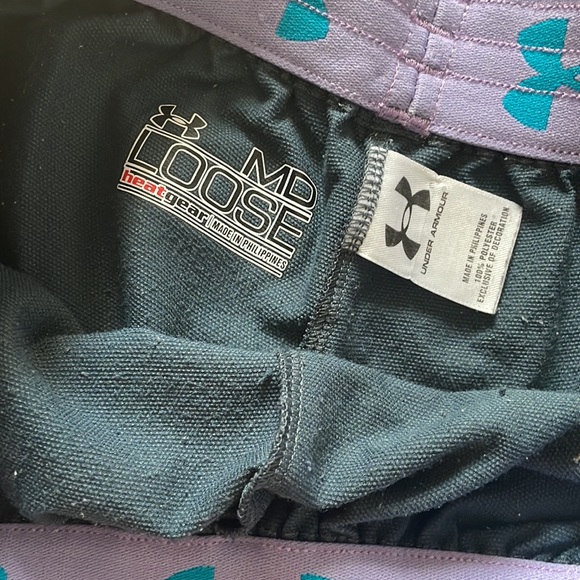 MD
LOOSE
heatgear | MADE IN PHILIPPINES
UNDER ARMOUR
MADE IN PHILIPPINES
100% POLYESTER
EXCLUSIVE OF DECORATION